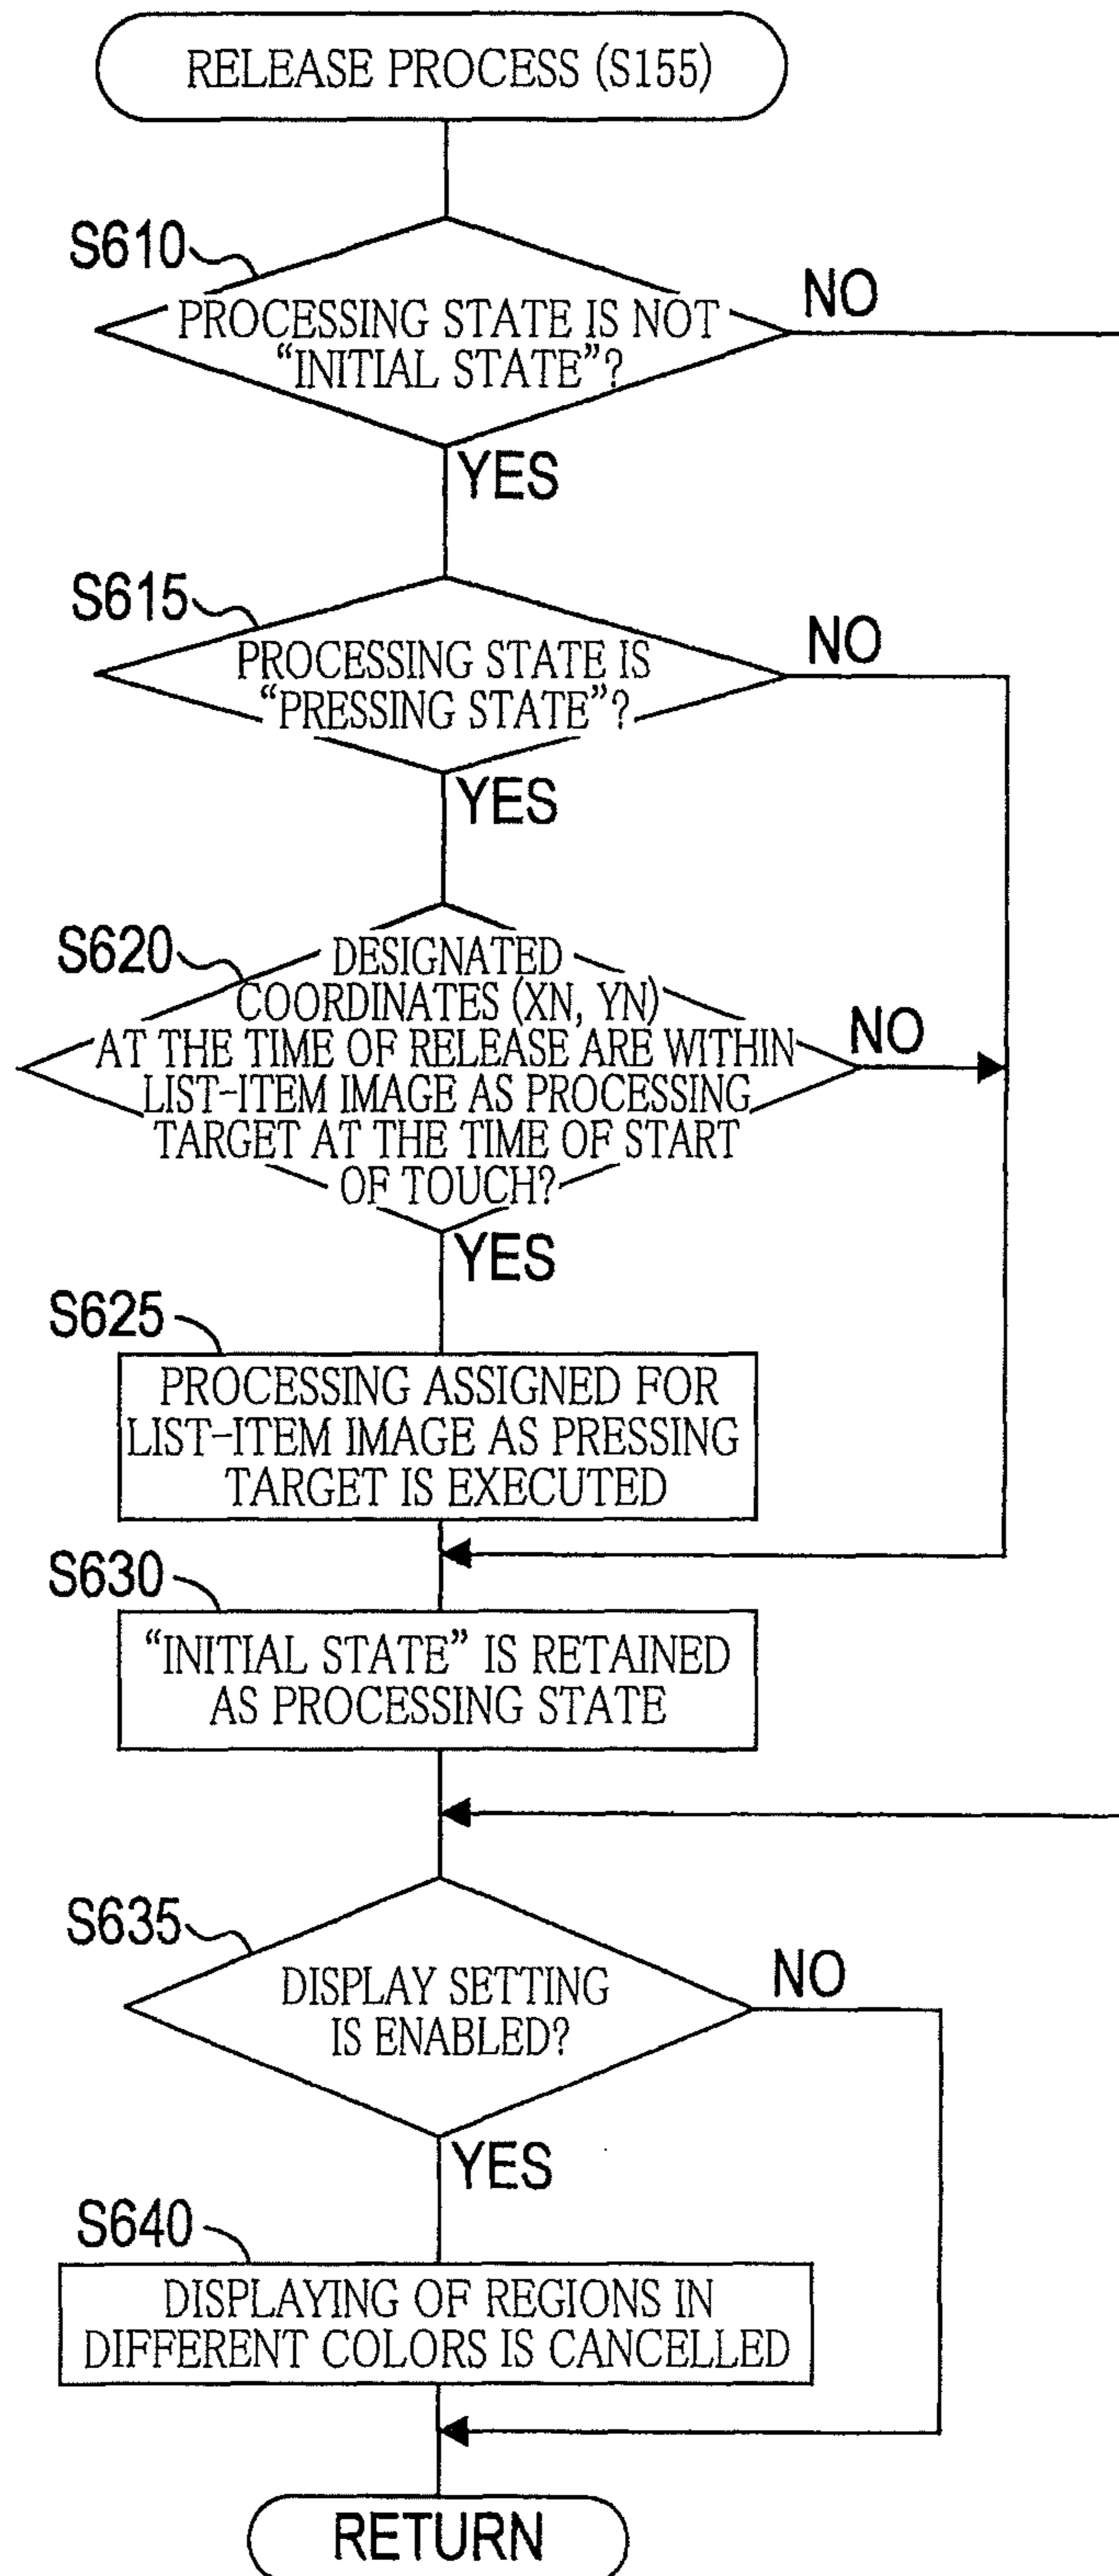 RELEASE PROCESS (S155)
S610
NO
PROCESSING STATE IS NOT
“INITIAL STATE”?
YES
S615
NO
PROCESSING STATE IS
“PRESSING STATE”?
YES
S620
DESIGNATED
COORDINATES (XN, YN)
AT THE TIME OF RELEASE ARE WITHIN
NO
LIST-ITEM IMAGE AS PROCESSING
TARGET AT THE TIME OF START
OF TOUCH?
YES
S625
PROCESSING ASSIGNED FOR
LIST-ITEM IMAGE AS PRESSING
TARGET IS EXECUTED
S630
“INITIAL STATE” IS RETAINED
AS PROCESSING STATE
S635
NO
DISPLAY SETTING
IS ENABLED?
YES
S640
DISPLAYING OF REGIONS IN
DIFFERENT COLORS IS CANCELLED
RETURN